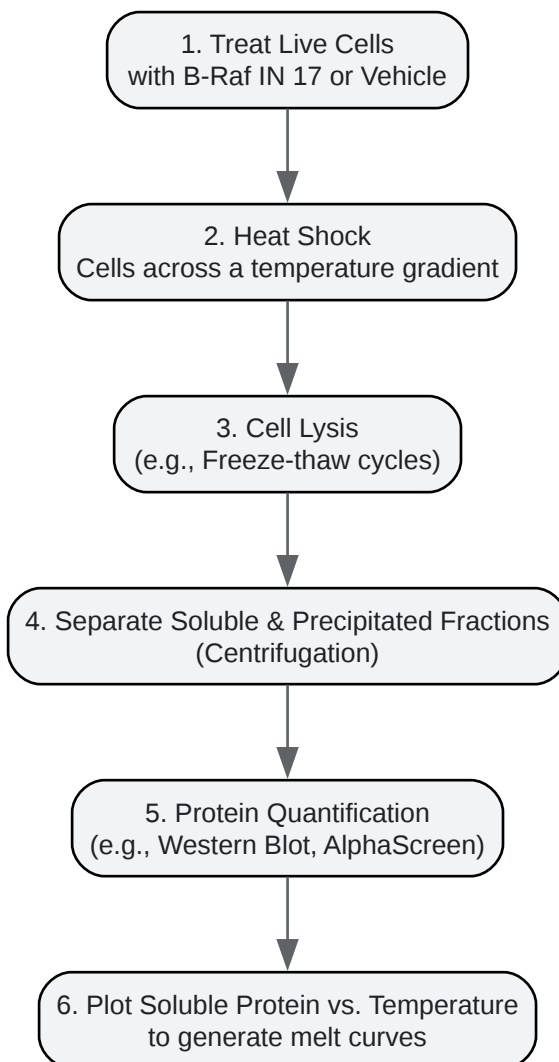 1. Treat Live Cells
with B-Raf IN 17 or Vehicle
2. Heat Shock
Cells across a temperature gradient
3. Cell Lysis
(e.g., Freeze-thaw cycles)
4. Separate Soluble & Precipitated Fractions
(Centrifugation)
5. Protein Quantification
(e.g., Western Blot, AlphaScreen)
6. Plot Soluble Protein vs. Temperature
to generate melt curves